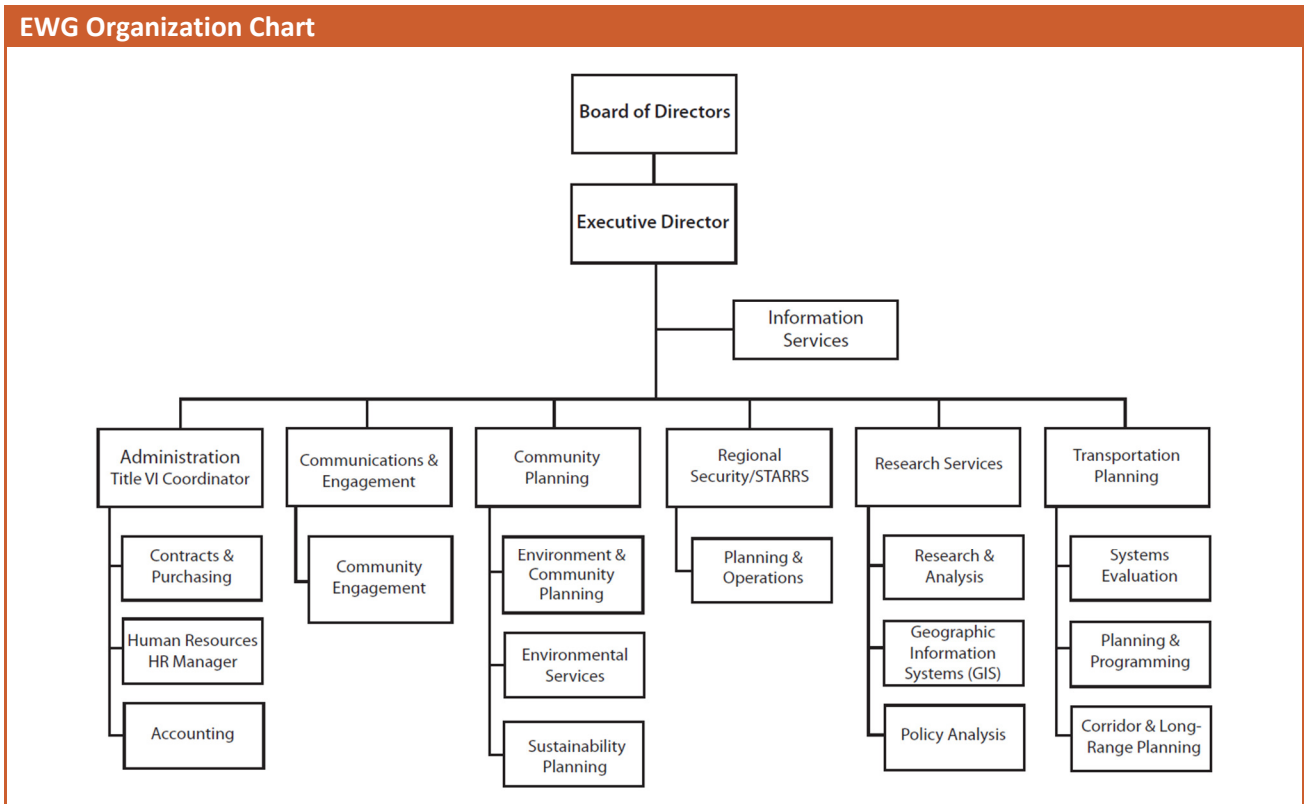 EWG Organization Chart
Board of Directors
Executive Director
Information
Services
Administration
Title VI Coordinator
Communications &
Engagement
Community
Planning
Regional
Security/STARRS
Research Services
Transportation
Planning
Contracts &
Purchasing
Human Resources
HR Manager
Accounting
Community
Engagement
Environment &
Community
Planning
Environmental
Services
Sustainability
Planning
Planning &
Operations
Research &
Analysis
Geographic
Information
Systems (GIS)
Policy Analysis
Systems
Evaluation
Planning &
Programming
Corridor & Long-
Range Planning